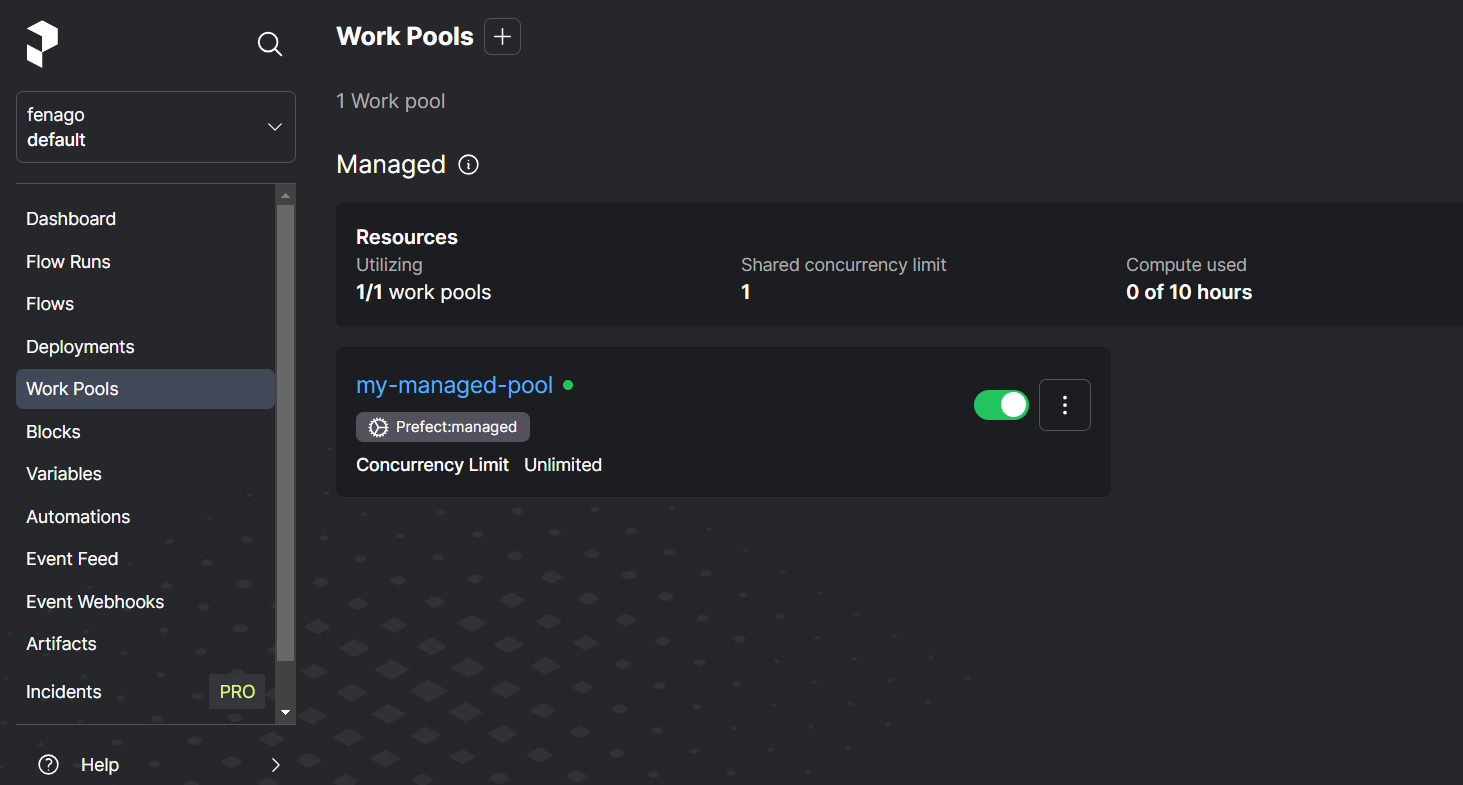 fenago
default
Dashboard
Flow Runs
Flows
Deployments
Work Pools
Blocks
Variables
Automations
Event Feed
Event Webhooks
Artifacts
Incidents PRO
Help
Work Pools
1 Work pool
Managed
Resources
Utilizing
1/1 work pools
Shared concurrency limit
1
Compute used
0 of 10 hours
my-managed-pool
Prefect:managed
Concurrency Limit Unlimited